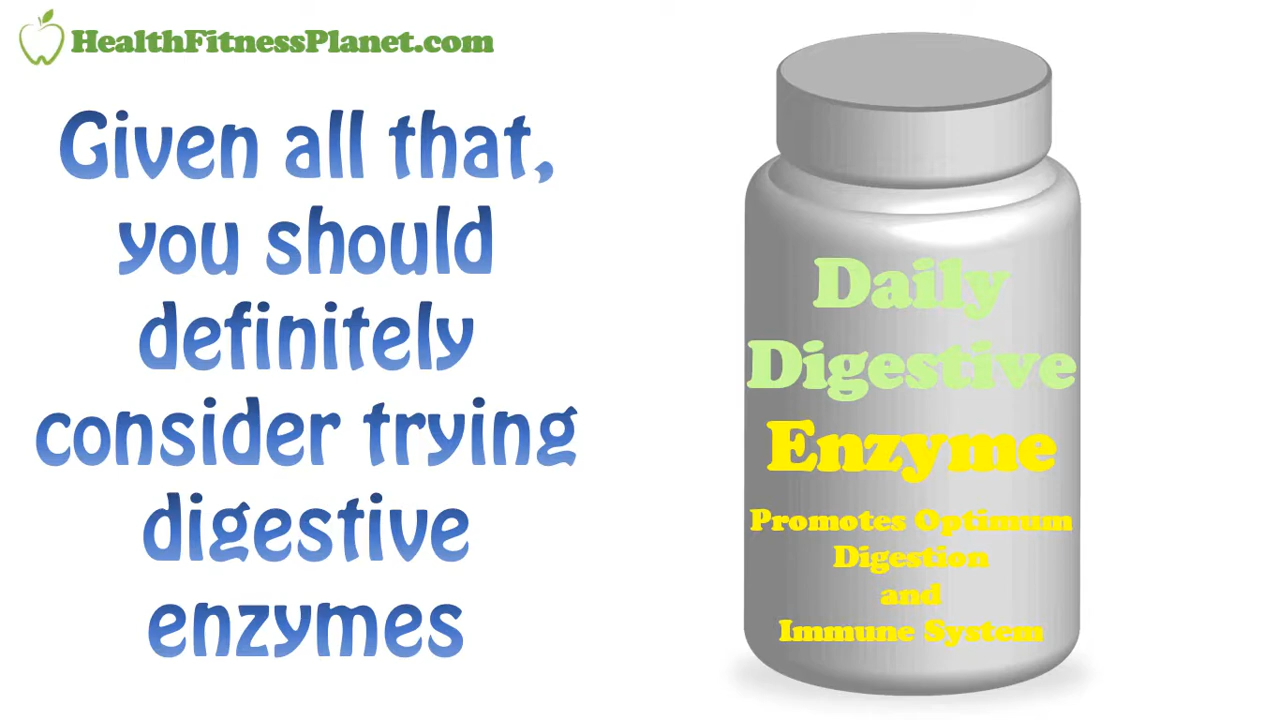 HealthFitnessPlanet.com
Given all that,
you should
definitely
consider trying
digestive
enzymes
Daily
Digestive
Enzyme
Promotes Optimum
Digestion
and
Immune System